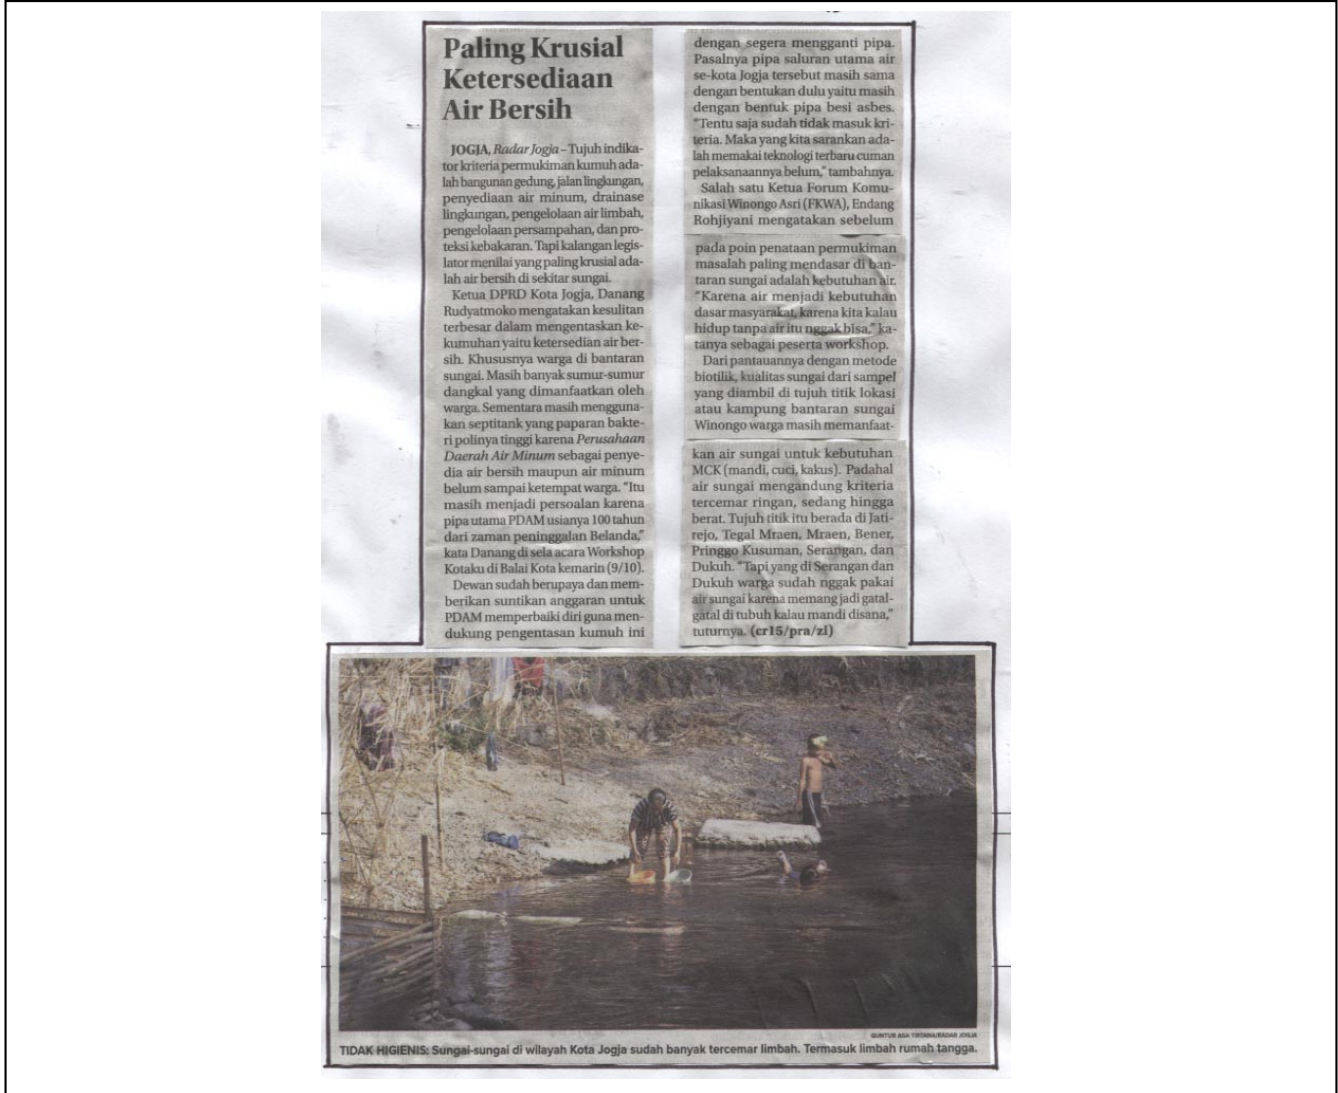 Paling Krusial
Ketersediaan
Air Bersih
JOGJA, Radar Jogja – Tujuh indika-
tor kriteria permukiman kumuh ada-
lah bangunan gedung, jalan lingkungan,
penyediaan air minum, drainase
lingkungan, pengelolaan air limbah,
pengelolaan persampahan, dan pro-
teksi kebakaran. Tapi kalangan legis-
lator menilai yang paling krusial ada-
lah air bersih di sekitar sungai.
Ketua DPRD Kota Jogja, Danang
Rudyatmoko mengatakan kesulitan
terbesar dalam mengentaskan ke-
kumuhan yaitu ketersedian air ber-
sih. Khususnya warga di bantaran
sungai. Masih banyak sumur-sumur
dangkal yang dimanfaatkan oleh
warga. Sementara masih mengguna-
kan septitank yang paparan bakte-
ri polinya tinggi karena Perusahaan
Daerah Air Minum sebagai penye-
dia air bersih maupun air minum
belum sampai ketempat warga. "Itu
masih menjadi persoalan karena
pipa utama PDAM usianya 100 tahun
dari zaman peninggalan Belanda,"
kata Danang di sela acara Workshop
Kotaku di Balai Kota kemarin (9/10).
Dewan sudah berupaya dan mem-
berikan suntikan anggaran untuk
PDAM memperbaiki diri guna men-
dukung pengentasan kumuh ini
dengan segera mengganti pipa.
Pasalnya pipa saluran utama air
se-kota Jogja tersebut masih sama
dengan bentukan dulu yaitu masih
dengan bentuk pipa besi asbes.
"Tentu saja sudah tidak masuk kri-
teria. Maka yang kita sarankan ada-
lah memakai teknologi terbaru cuman
pelaksanaannya belum," tambahnya.
Salah satu Ketua Forum Komu-
nikasi Winongo Asri (FKWA), Endang
Rohjiyani mengatakan sebelum
pada poin penataan permukiman
masalah paling mendasar di ban-
taran sungai adalah kebutuhan air.
"Karena air menjadi kebutuhan
dasar masyarakat, karena kita kalau
hidup tanpa air itu nggak bisa," ka-
tanya sebagai peserta workshop.
Dari pantauannya dengan metode
biotilik, kualitas sungai dari sampel
yang diambil di tujuh titik lokasi
atau kampung bantaran sungai
Winongo warga masih memanfaat-
kan air sungai untuk kebutuhan
MCK (mandi, cuci, kakus). Padahal
air sungai mengandung kriteria
tercemar ringan, sedang hingga
berat. Tujuh titik itu berada di Jati-
rejo, Tegal Mraen, Mraen, Bener,
Pringgo Kusuman, Serangan, dan
Dukuh. "Tapi yang di Serangan dan
Dukuh warga sudah nggak pakai
air sungai karena memang jadi gatal-
gatal di tubuh kalau mandi disana,"
tuturnya. (cr15/pra/zl)
GUNTUR AGA TIRTANA/RADAR JOGJA
TIDAK HIGIENIS: Sungai-sungai di wilayah Kota Jogja sudah banyak tercemar limbah. Termasuk limbah rumah tangga.